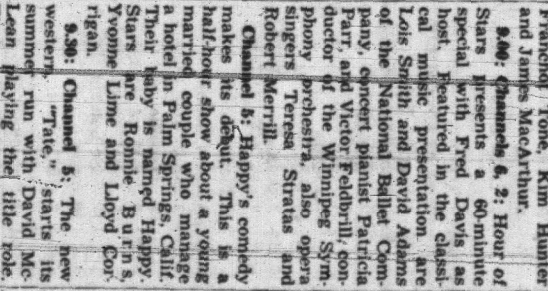 Franchot Tone, Kim Hunter
and James MacArthur.
9.00: Channels 6, 2: Hour of
Stars presents a 60-minute
special with Fred Davis as
host. Featured in the classi-
cal music presentation are
Lois Smith and David Adams
of the National Ballet Com-
pany, concert pianist Patricia
Parr, and Victor Feldbrill, con-
ductor of the Winnipeg Sym-
phony orchestra, also opera
singers Teresa Stratas and
Robert Merrill.
Channel 5: Happy's comedy
makes its debut. This is a
half-hour show about a young
married couple who manage
a hotel in Palm Springs, Calif.
Their baby is named Happy.
Stars are Ronnie Burns,
Yvonne Lime and Lloyd Cor-
rigan.
9.30: Channel 5: The new
western, "Tate," starts its
summer run with David Mc-
Lean playing the title role.